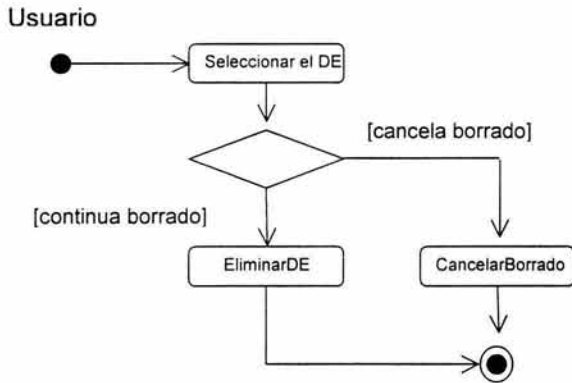 Usuario
Seleccionar el DE
[cancela borrado]
[continua borrado]
EliminarDE
CancelarBorrado